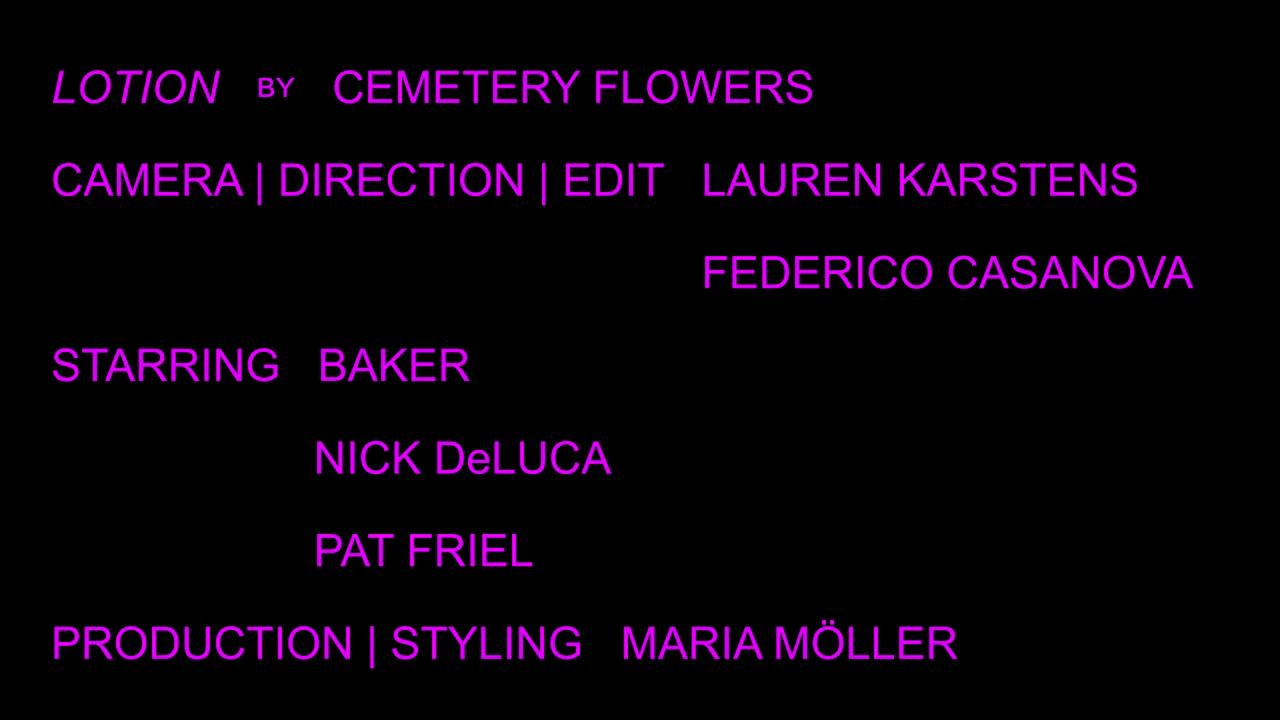 LOTION BY CEMETERY FLOWERS
CAMERA | DIRECTION | EDIT LAUREN KARSTENS
FEDERICO CASANOVA
STARRING BAKER
NICK DeLUCA
PAT FRIEL
PRODUCTION | STYLING MARIA MÖLLER